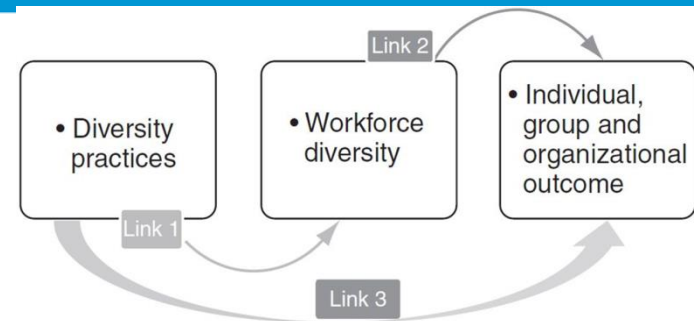 Link 2
• Diversity
practices
• Workforce
diversity
• Individual,
group and
organizational
outcome
Link 1
Link 3